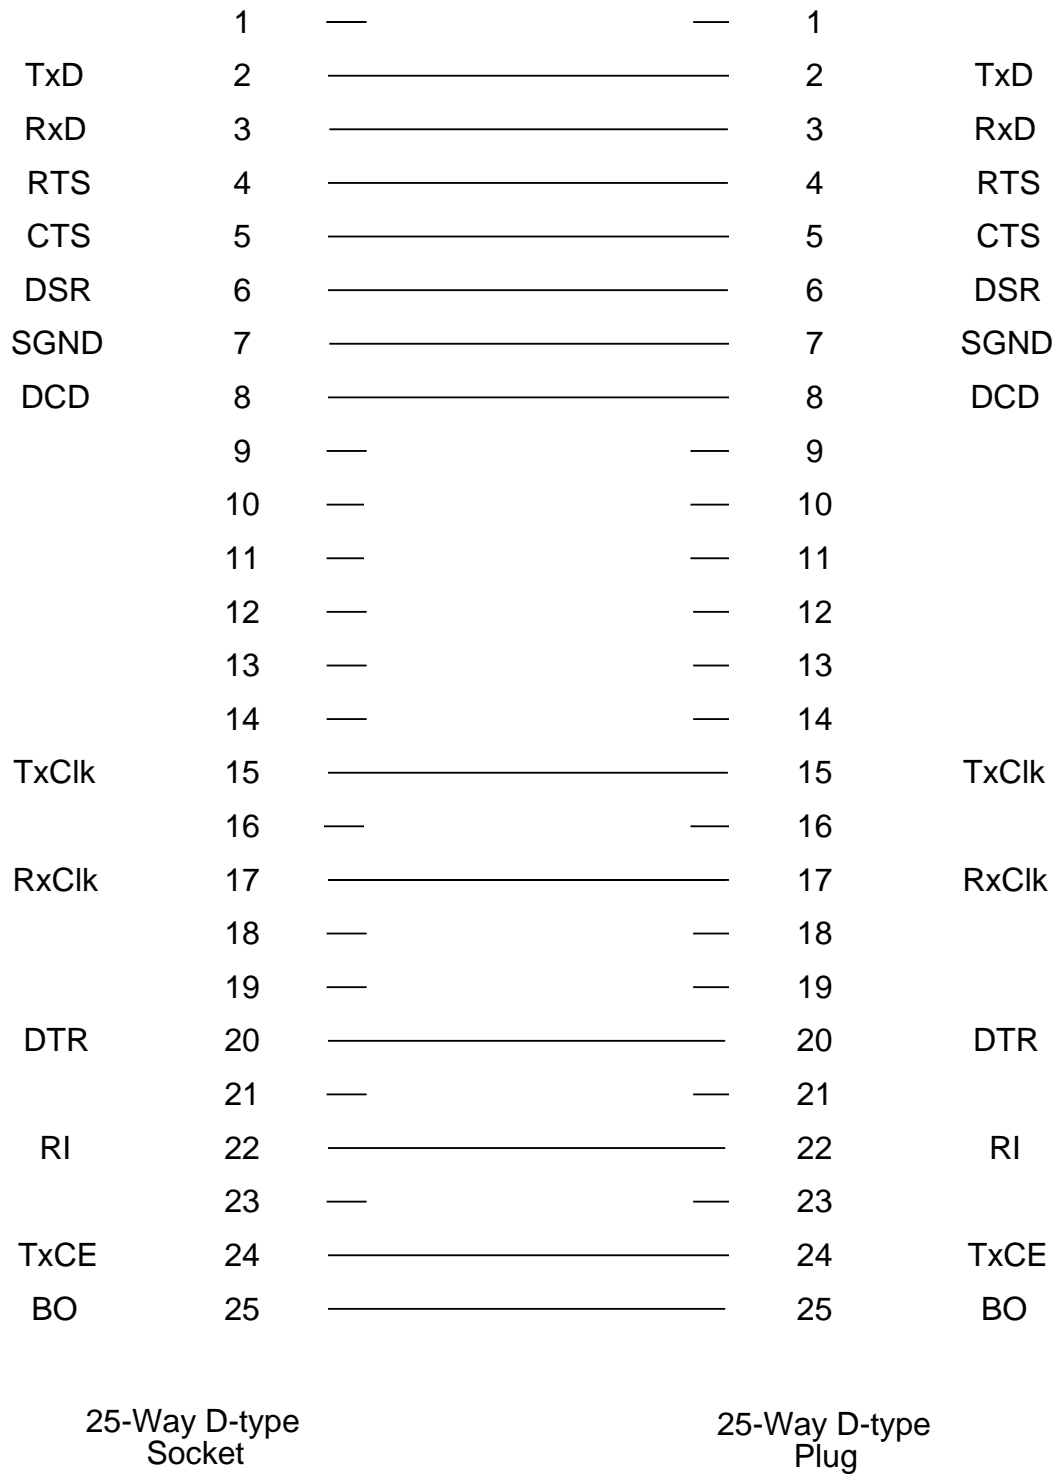 1 1
TxD 2 2 TxD
RxD 3 3 RxD
RTS 4 4 RTS
CTS 5 5 CTS
DSR 6 6 DSR
SGND 7 7 SGND
DCD 8 8 DCD
9 9
10 10
11 11
12 12
13 13
14 14
TxClk 15 15 TxClk
16 16
RxClk 17 17 RxClk
18 18
19 19
DTR 20 20 DTR
21 21
RI 22 22 RI
23 23
TxCE 24 24 TxCE
BO 25 25 BO
25-Way D-type
Socket
25-Way D-type
Plug